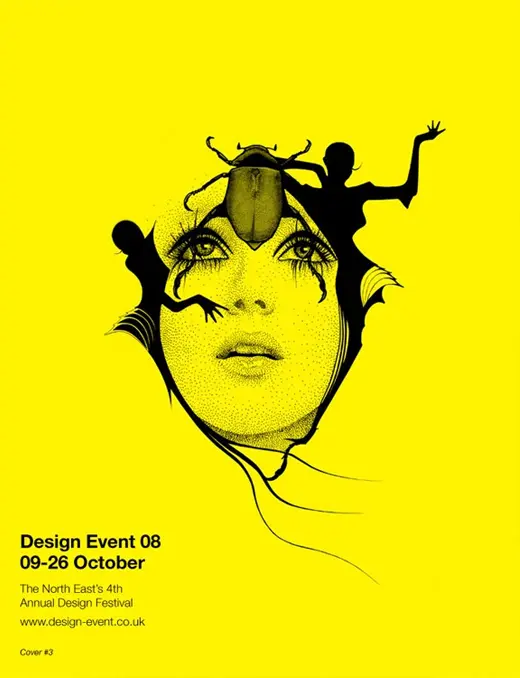 Design Event 08
09-26 October
The North East's 4th
Annual Design Festival
www.design-event.co.uk
Cover #3